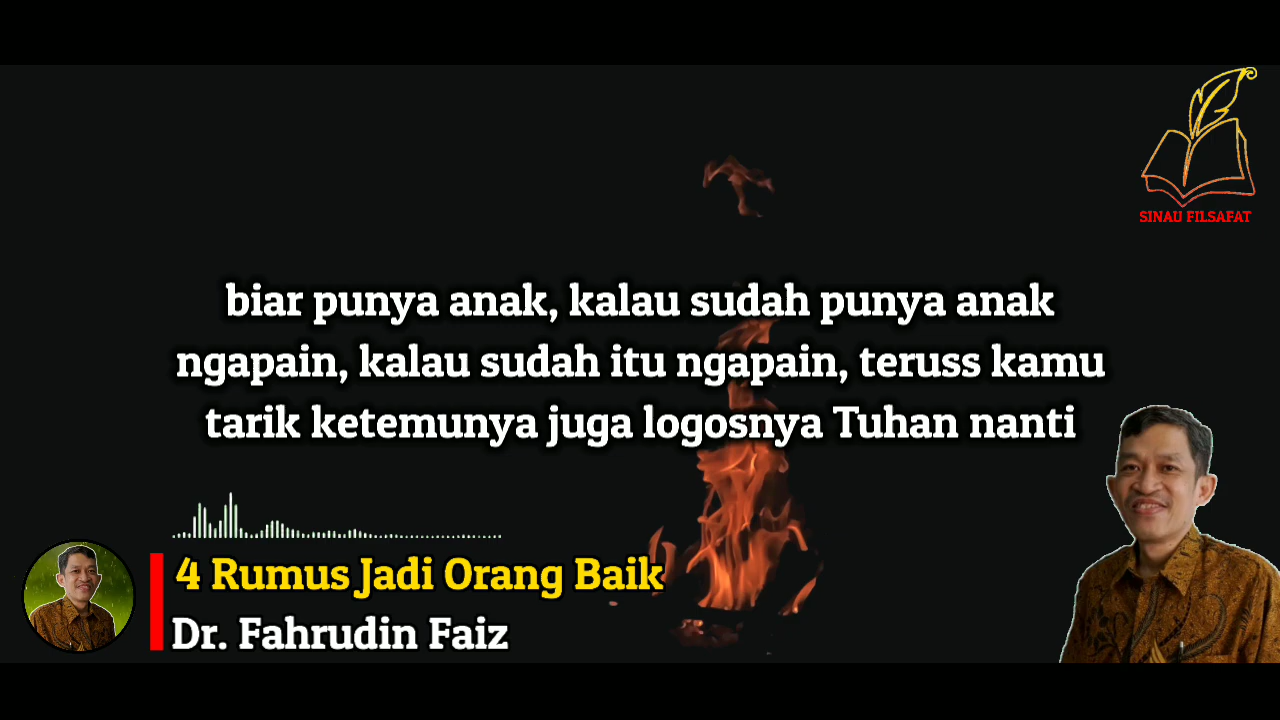 SINAU FILSAFAT
biar punya anak, kalau sudah punya anak
ngapain, kalau sudah itu ngapain, teruss kamu
tarik ketemunya juga logosnya Tuhan nanti
4 Rumus Jadi Orang Baik
Dr. Fahrudin Faiz